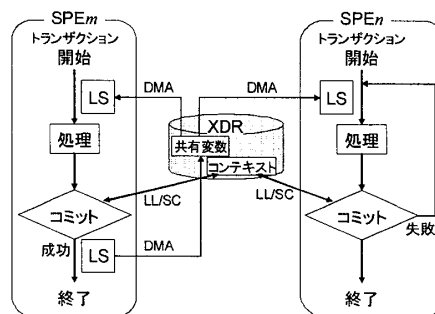 SPEm
トランザクション
開始
LS
DMA
処理
コミット
成功
LS
DMA
終了
XDR
共有変数
コンテキスト
LL/SC
LL/SC
SPEn
トランザクション
開始
DMA
LS
処理
コミット
失敗
終了